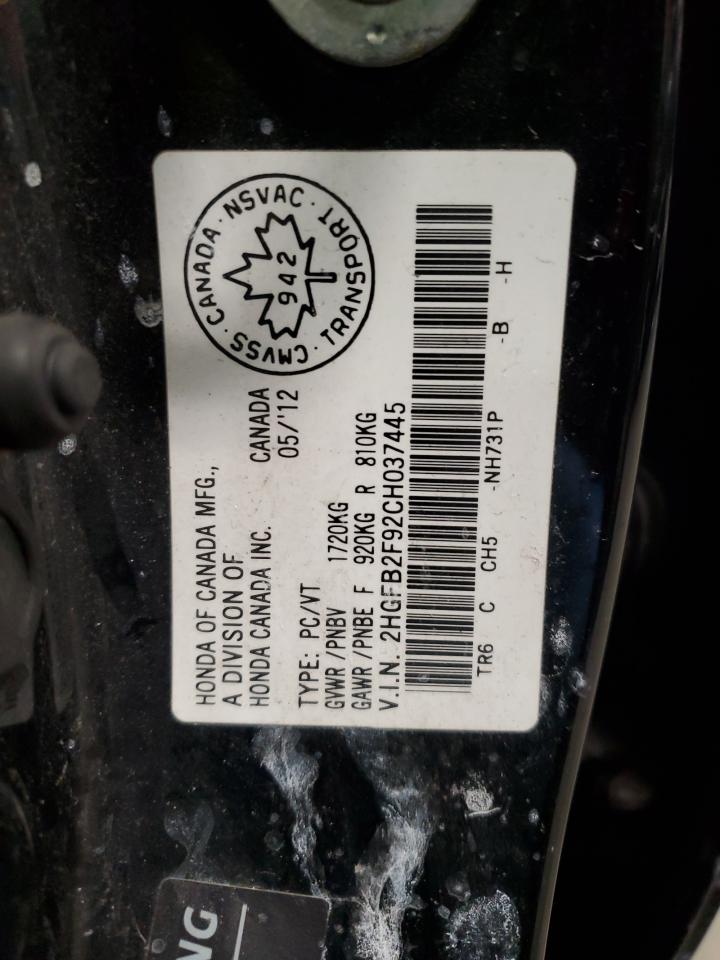 HONDA OF CANADA MFG.,
A DIVISION OF
HONDA CANADA INC.
CANADA
05/'12
TYPE: PC/VT
GVWR /PNBV 1720KG
GAWR /PNBE F 920KG R 810KG
V.I.N. 2HGFB2F92CH037445
TR6 C CH5 -NH731P -B -H
CMVSS · CANADA · NSVAC · TRANSPORT ·
942
NG